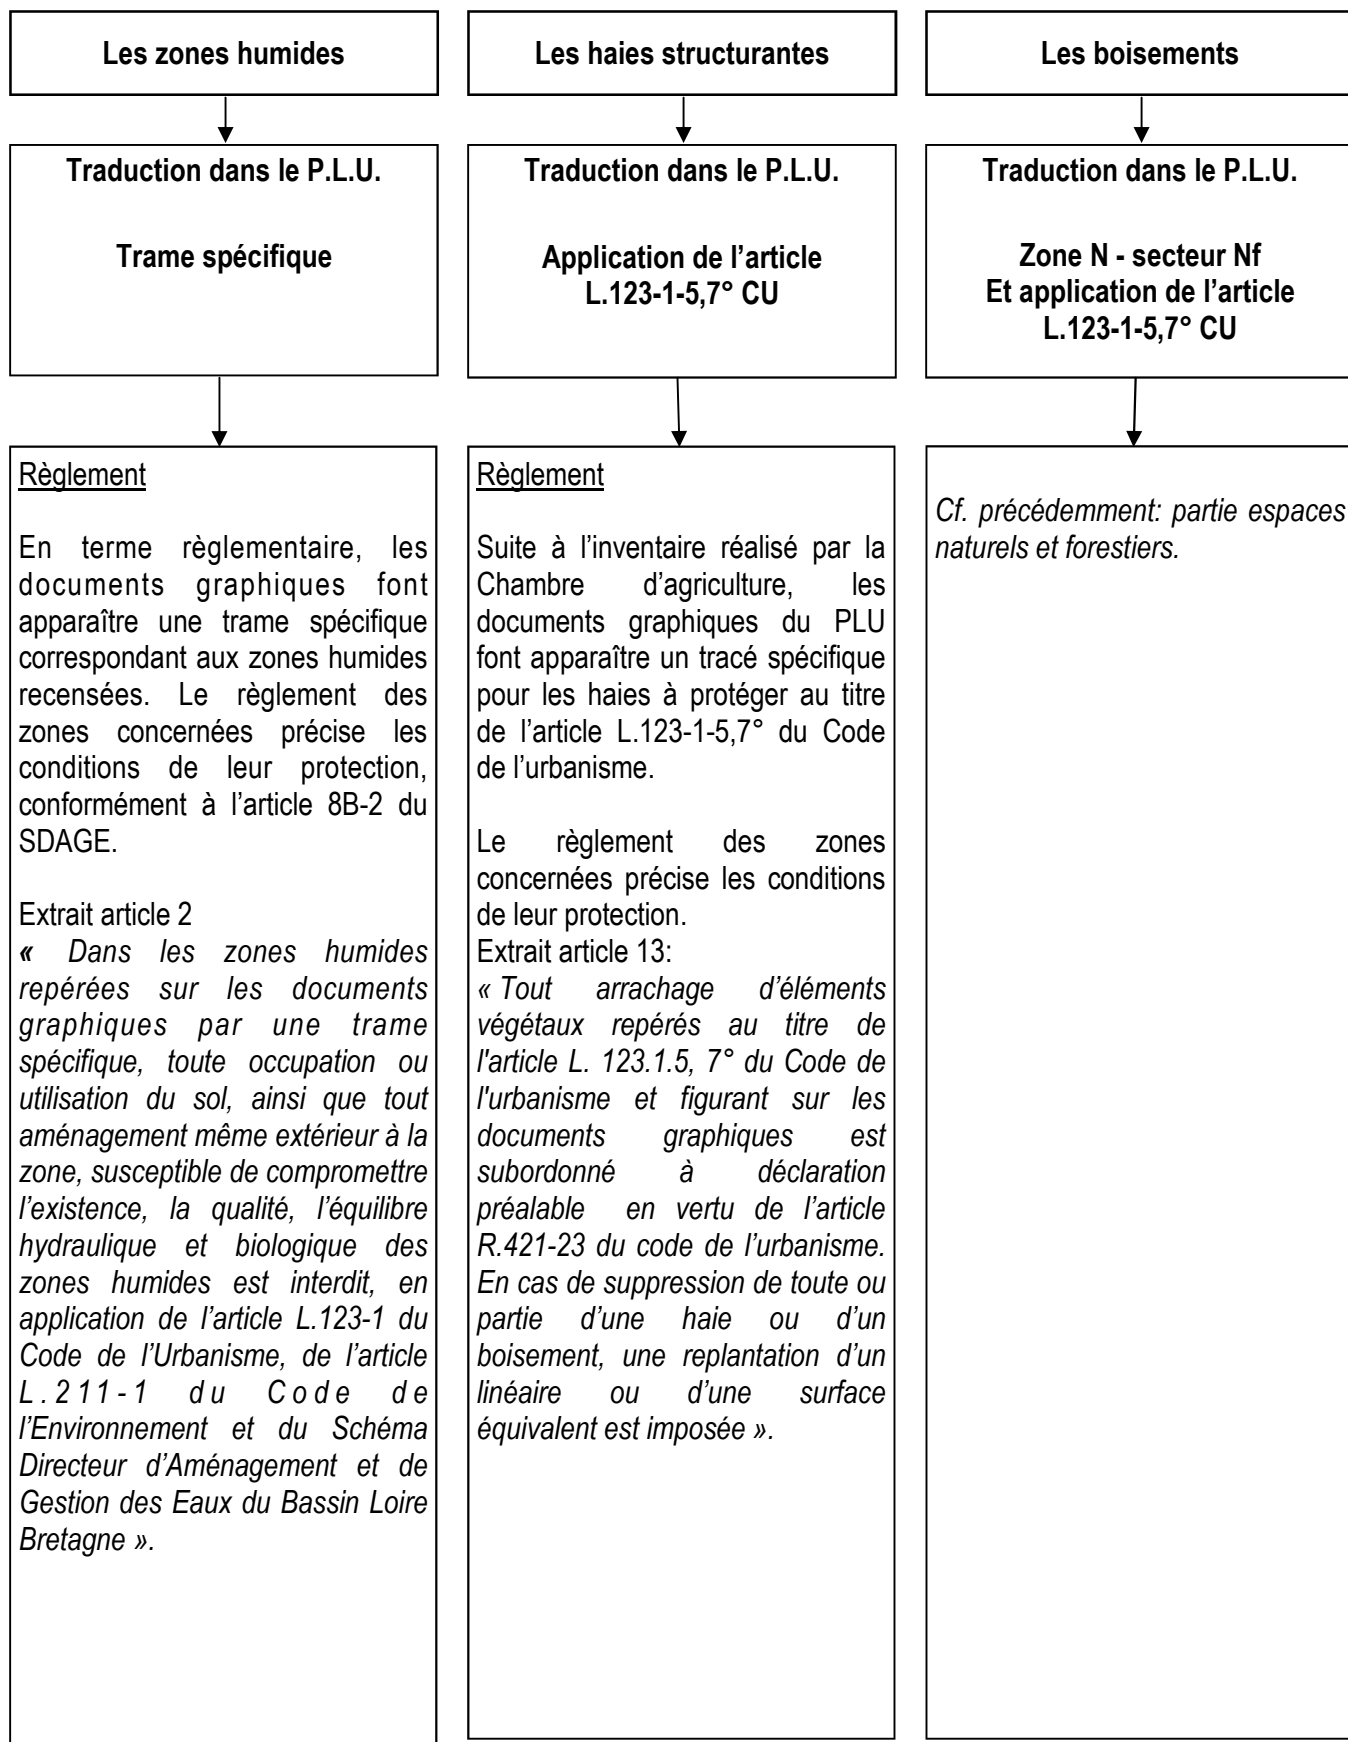 Les zones humides
Traduction dans le P.L.U.
Trame spécifique
Règlement
En terme règlementaire, les
documents graphiques font
apparaître une trame spécifique
correspondant aux zones humides
recensées. Le règlement des
zones concernées précise les
conditions de leur protection,
conformément à l’article 8B-2 du
SDAGE.
Extrait article 2
« Dans les zones humides
repérées sur les documents
graphiques par une trame
spécifique, toute occupation ou
utilisation du sol, ainsi que tout
aménagement même extérieur à la
zone, susceptible de compromettre
l’existence, la qualité, l’équilibre
hydraulique et biologique des
zones humides est interdit, en
application de l’article L.123-1 du
Code de l’Urbanisme, de l’article
L.211-1 du Code de
l’Environnement et du Schéma
Directeur d’Aménagement et de
Gestion des Eaux du Bassin Loire
Bretagne ».
Les haies structurantes
Traduction dans le P.L.U.
Application de l’article
L.123-1-5,7° CU
Règlement
Suite à l’inventaire réalisé par la
Chambre d’agriculture, les
documents graphiques du PLU
font apparaître un tracé spécifique
pour les haies à protéger au titre
de l’article L.123-1-5,7° du Code
de l’urbanisme.
Le règlement des zones
concernées précise les conditions
de leur protection.
Extrait article 13:
« Tout arrachage d’éléments
végétaux repérés au titre de
l'article L. 123.1.5, 7° du Code de
l'urbanisme et figurant sur les
documents graphiques est
subordonné à déclaration
préalable en vertu de l’article
R.421-23 du code de l’urbanisme.
En cas de suppression de toute ou
partie d’une haie ou d’un
boisement, une replantation d’un
linéaire ou d’une surface
équivalent est imposée ».
Les boisements
Traduction dans le P.L.U.
Zone N - secteur Nf
Et application de l’article
L.123-1-5,7° CU
Cf. précédemment: partie espaces
naturels et forestiers.